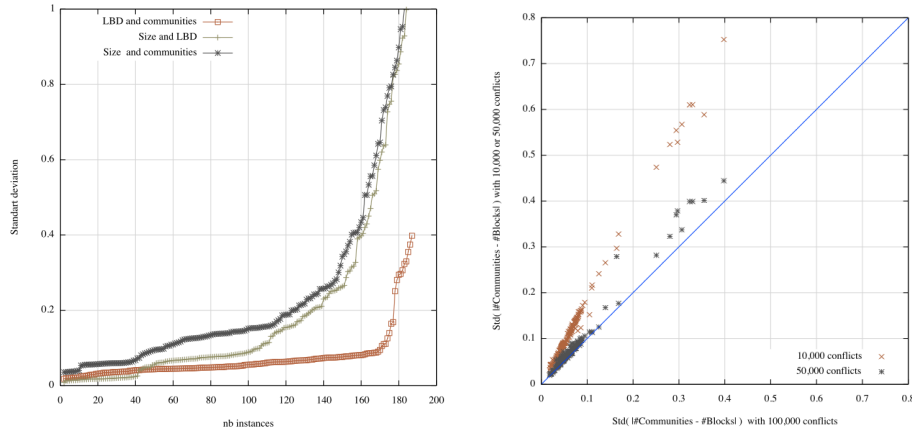 LBD and communities
Size and LBD
Size and communities
1
0.8
0.6
0.4
0.2
0
Standart deviation
0 20 40 60 80 100 120 140 160 180 200
nb instances
0.8
0.7
0.6
0.5
0.4
0.3
0.2
0.1
0
Std( |#Communities - #Blocks| ) with 10,000 or 50,000 conflicts
10,000 conflicts
50,000 conflicts
0 0.1 0.2 0.3 0.4 0.5 0.6 0.7 0.8
Std( |#Communities - #Blocks| ) with 100,000 conflicts